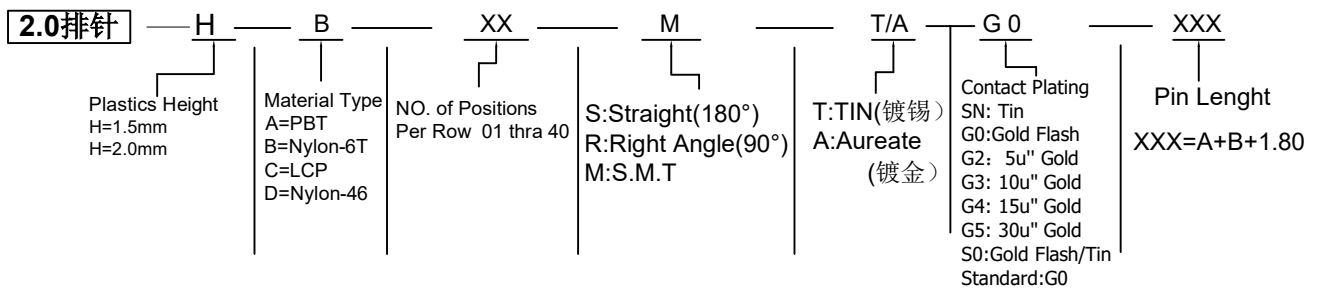 2.0排针 H B XX M T/A G 0 XXX
Plastics Height
H=1.5mm
H=2.0mm
Material Type
A=PBT
B=Nylon-6T
C=LCP
D=Nylon-46
NO. of Positions
Per Row 01 thra 40
S:Straight(180°)
R:Right Angle(90°)
M:S.M.T
T:TIN(镀锡）
A:Aureate
(镀金）
Contact Plating
SN: Tin
G0:Gold Flash
G2： 5u" Gold
G3: 10u" Gold
G4: 15u" Gold
G5: 30u" Gold
S0:Gold Flash/Tin
Standard:G0
Pin Lenght
XXX=A+B+1.80